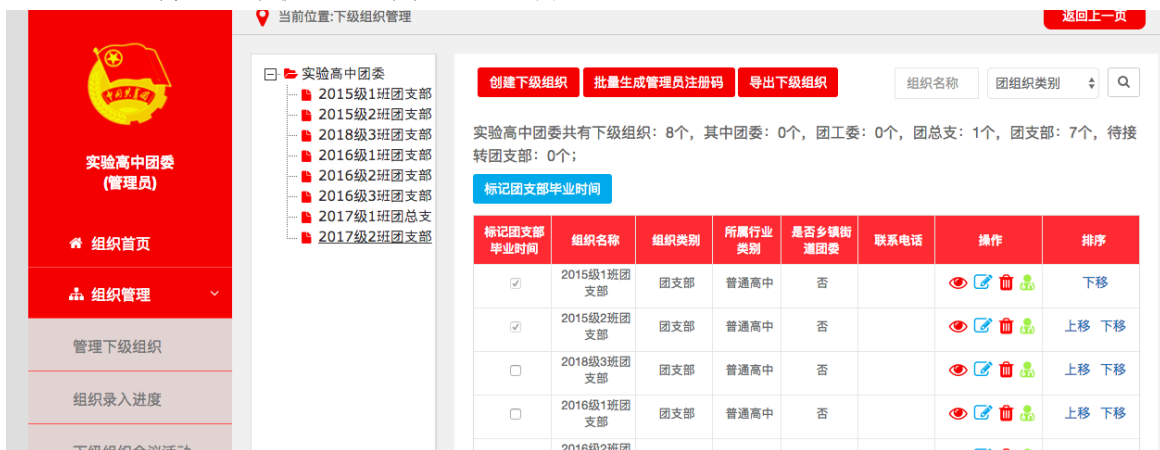 当前位置:下级组织管理
返回上一页
实验高中团委
(管理员)
组织首页
组织管理
管理下级组织
组织录入进度
下级组织会议活动
实验高中团委
2015级1班团支部
2015级2班团支部
2018级3班团支部
2016级1班团支部
2016级2班团支部
2016级3班团支部
2017级1班团总支
2017级2班团支部
创建下级组织 批量生成管理员注册码 导出下级组织 组织名称 团组织类别
实验高中团委共有下级组织：8个，其中团委：0个，团工委：0个，团总支：1个，团支部：7个，待接
转团支部：0个；
标记团支部毕业时间
标记团支部
毕业时间
组织名称
组织类别
所属行业
类别
是否乡镇街
道团委
联系电话
操作
排序
2015级1班团
支部
团支部 普通高中 否 下移
2015级2班团
支部
团支部 普通高中 否 上移 下移
2018级3班团
支部
团支部 普通高中 否 上移 下移
2016级1班团
支部
团支部 普通高中 否 上移 下移
2016级2班团